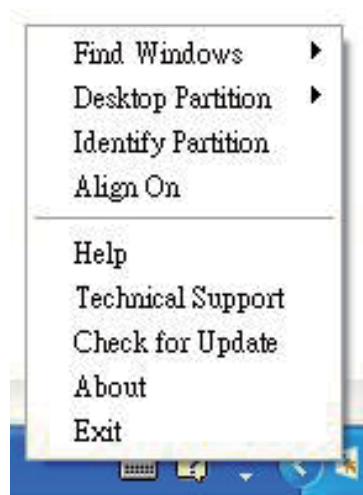 Find Windows
Desktop Partition
Identify Partition
Align On
Help
Technical Support
Check for Update
About
Exit